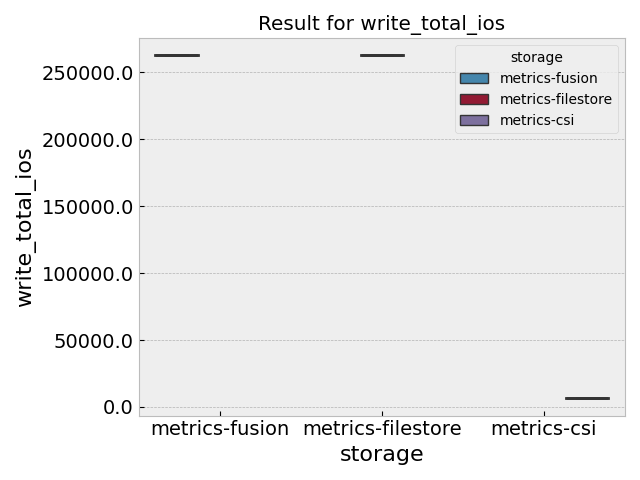 Result for write_total_ios
write_total_ios
250000.0
200000.0
150000.0
100000.0
50000.0
0.0
storage
metrics-fusion
metrics-filestore
metrics-csi
metrics-fusion metrics-filestore metrics-csi
storage